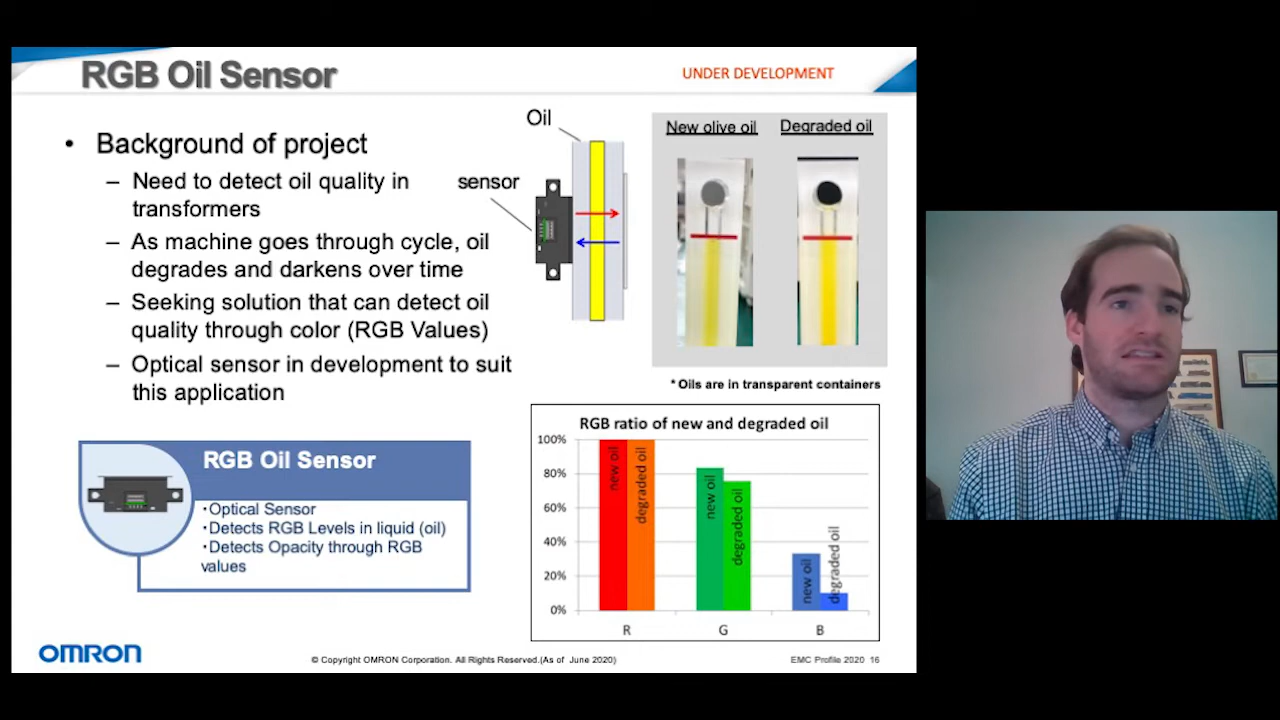 RGB Oil Sensor
UNDER DEVELOPMENT
• Background of project
– Need to detect oil quality in
transformers
– As machine goes through cycle, oil
degrades and darkens over time
– Seeking solution that can detect oil
quality through color (RGB Values)
– Optical sensor in development to suit
this application
Oil
sensor
New olive oil
Degraded oil
* Oils are in transparent containers
RGB Oil Sensor
・Optical Sensor
・Detects RGB Levels in liquid (oil)
・Detects Opacity through RGB
values
RGB ratio of new and degraded oil
100%
80%
60%
40%
20%
0%
new oil
degraded oil
new oil
degraded oil
new oil
degraded oil
R
G
B
OMRON
© Copyright OMRON Corporation. All Rights Reserved.(As of June 2020)
EMC Profile 2020 16